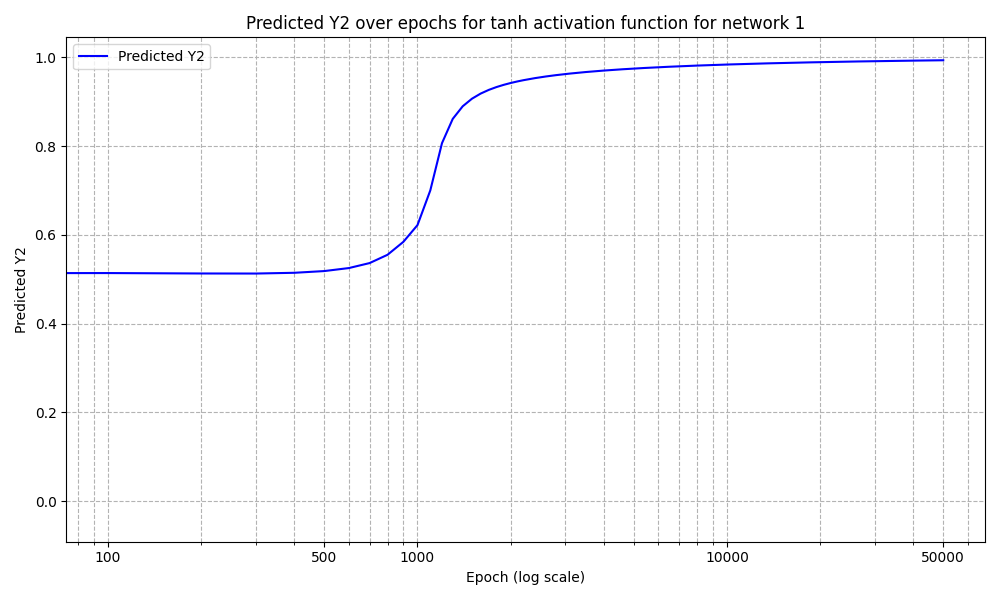 Predicted Y2 over epochs for tanh activation function for network 1
Predicted Y2
1.0
0.8
0.6
0.4
0.2
0.0
Predicted Y2
100
500
1000
10000
50000
Epoch (log scale)